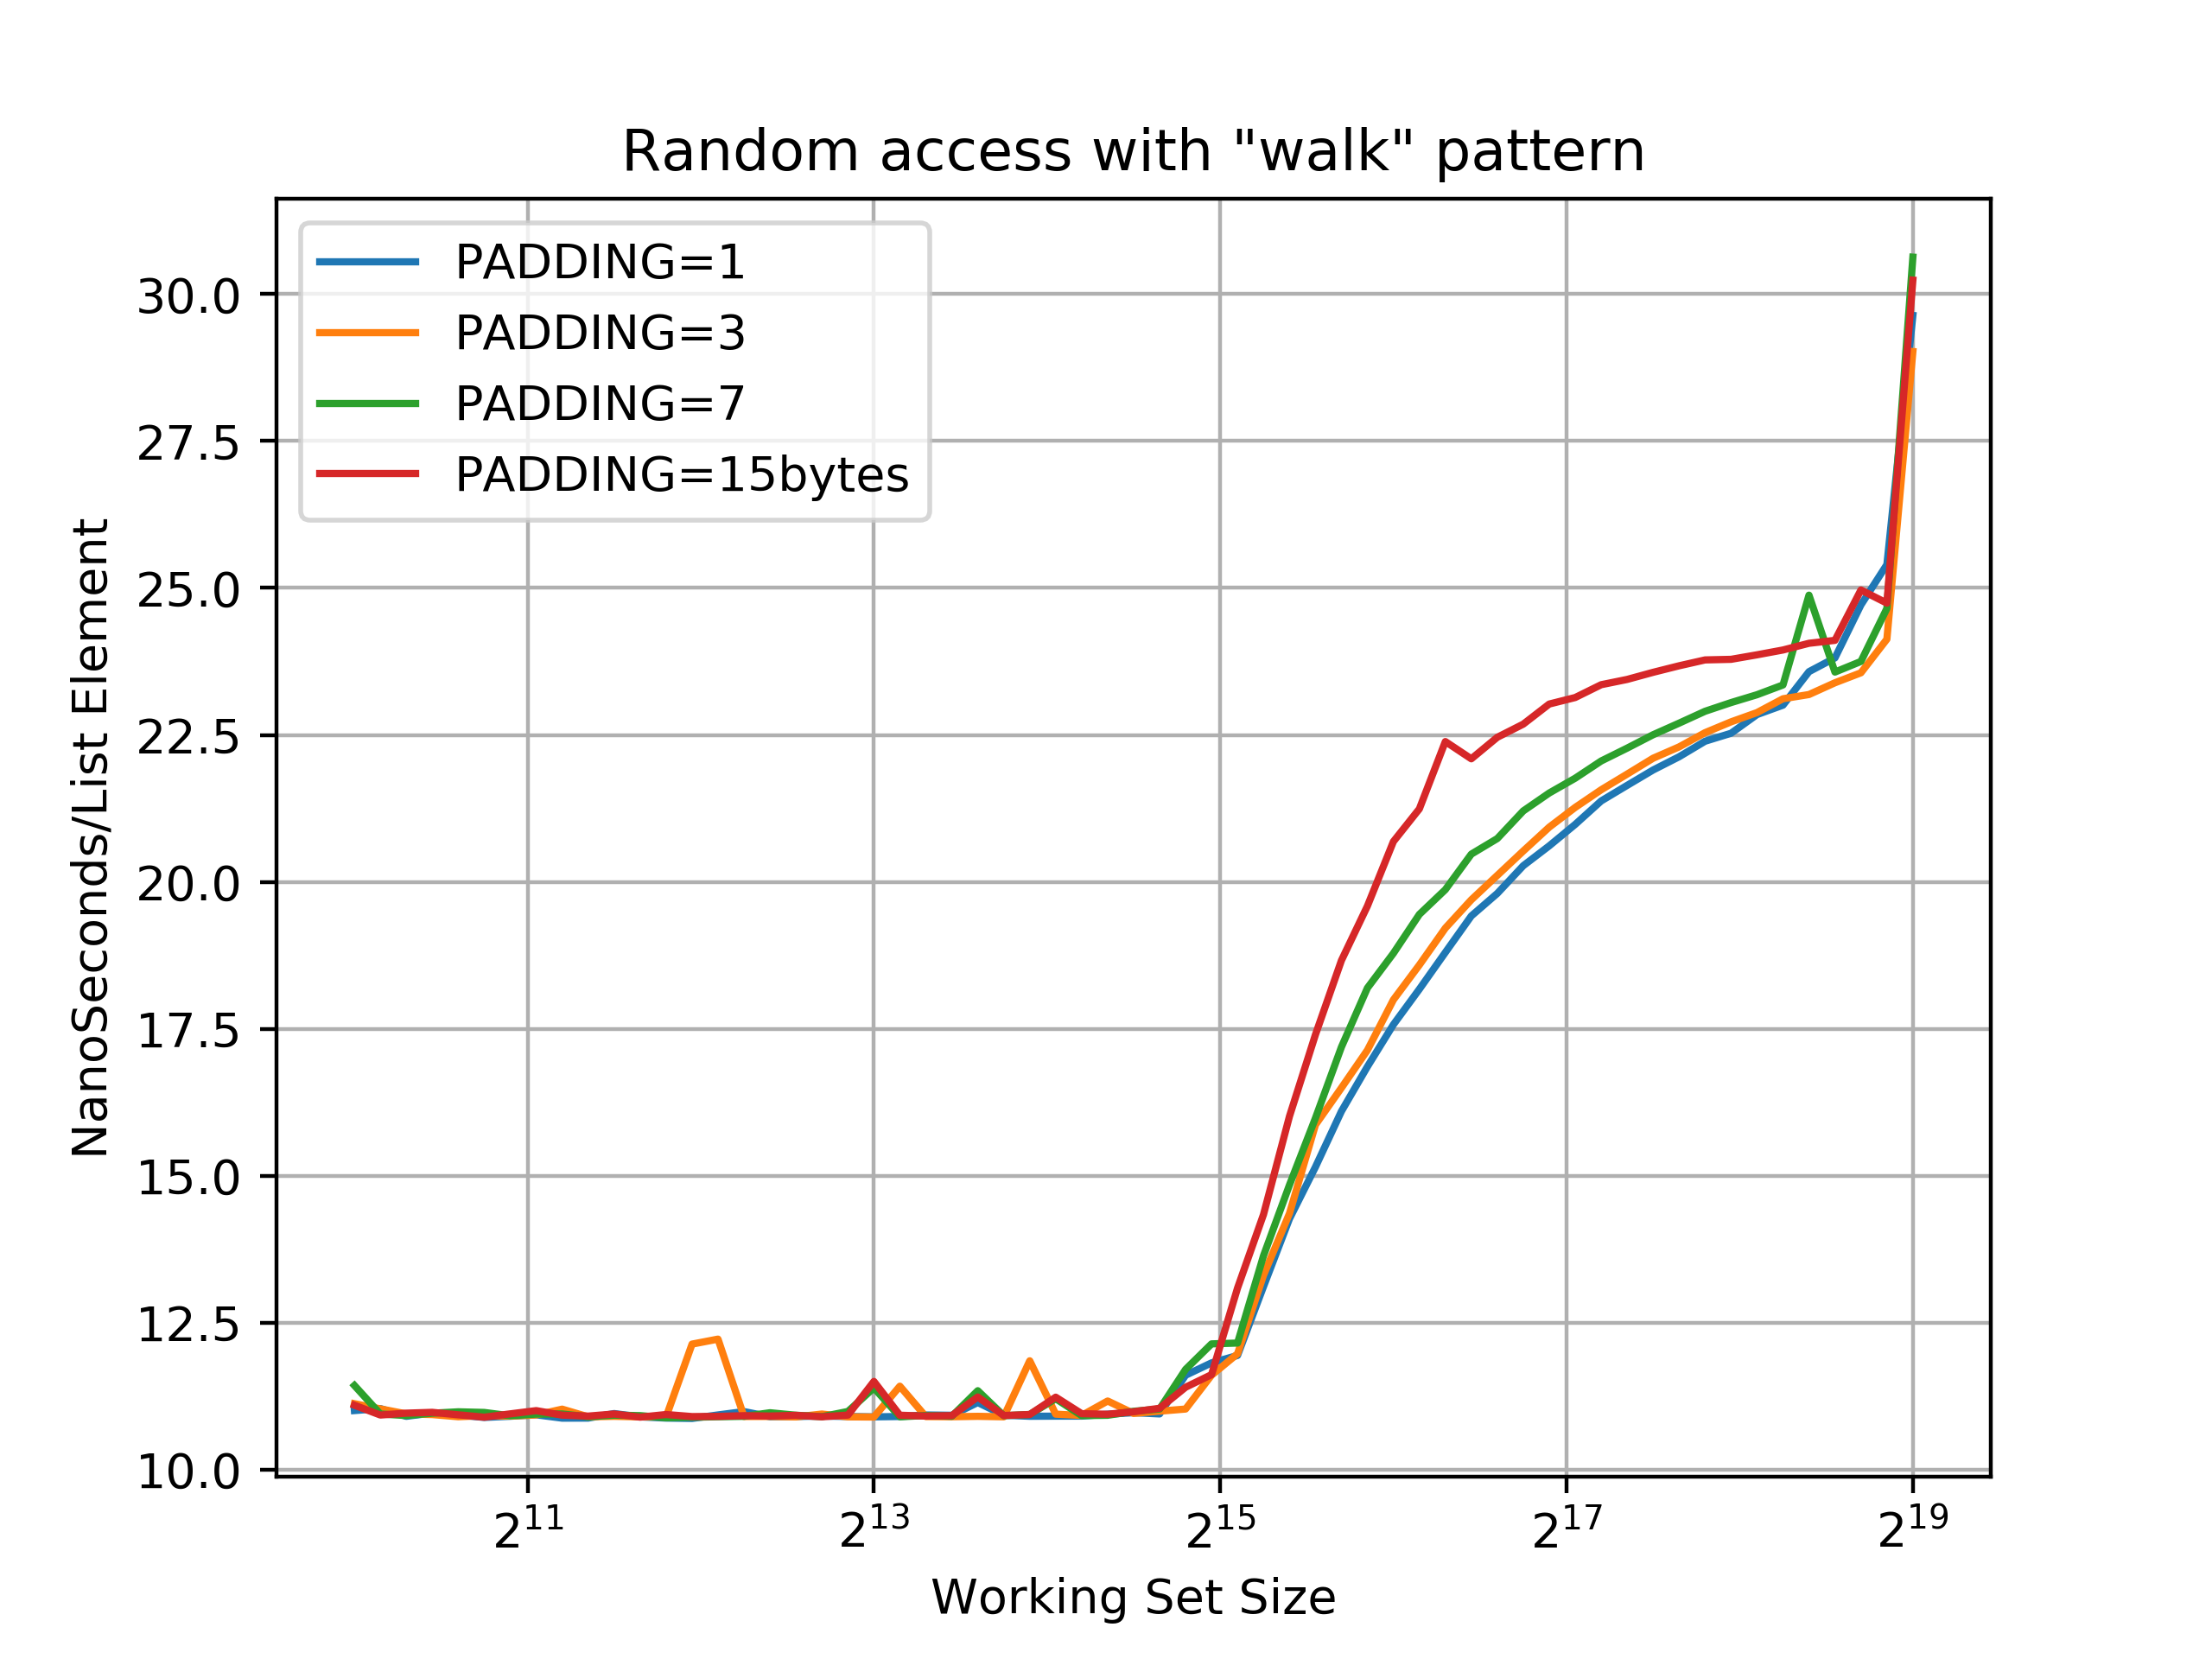 Random access with "walk" pattern
PADDING=1
PADDING=3
PADDING=7
PADDING=15bytes
NanoSeconds/List Element
30.0
27.5
25.0
22.5
20.0
17.5
15.0
12.5
10.0
2^11 2^13 2^15 2^17 2^19
Working Set Size